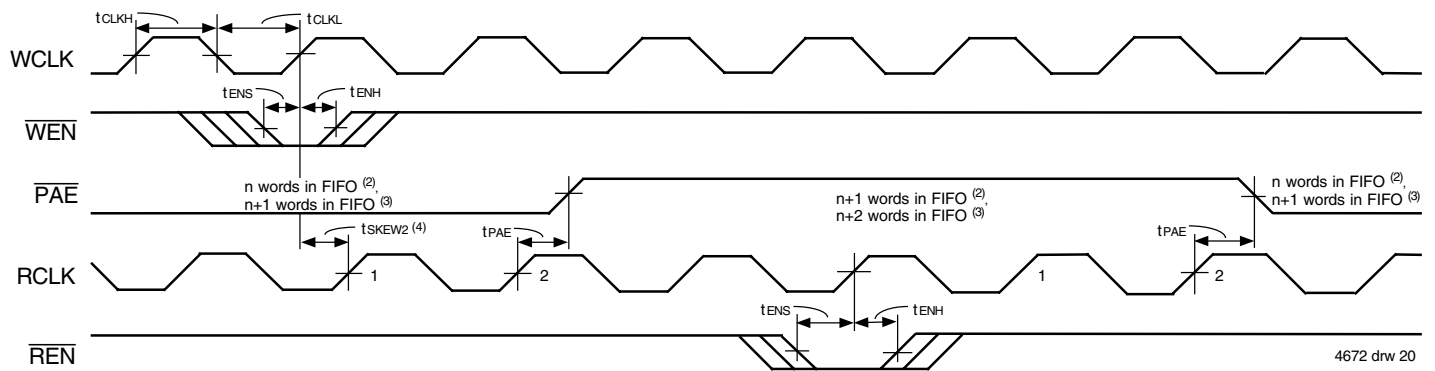 tCLKH tCLKL
WCLK
tENS tENH
WEN
PAE
n words in FIFO (2),
n+1 words in FIFO (3)
n+1 words in FIFO (2),
n+2 words in FIFO (3)
n words in FIFO (2),
n+1 words in FIFO (3)
tSKEW2 (4) tPAE tPAE
RCLK 1 2 1 2
tENS tENH
REN
4672 drw 20